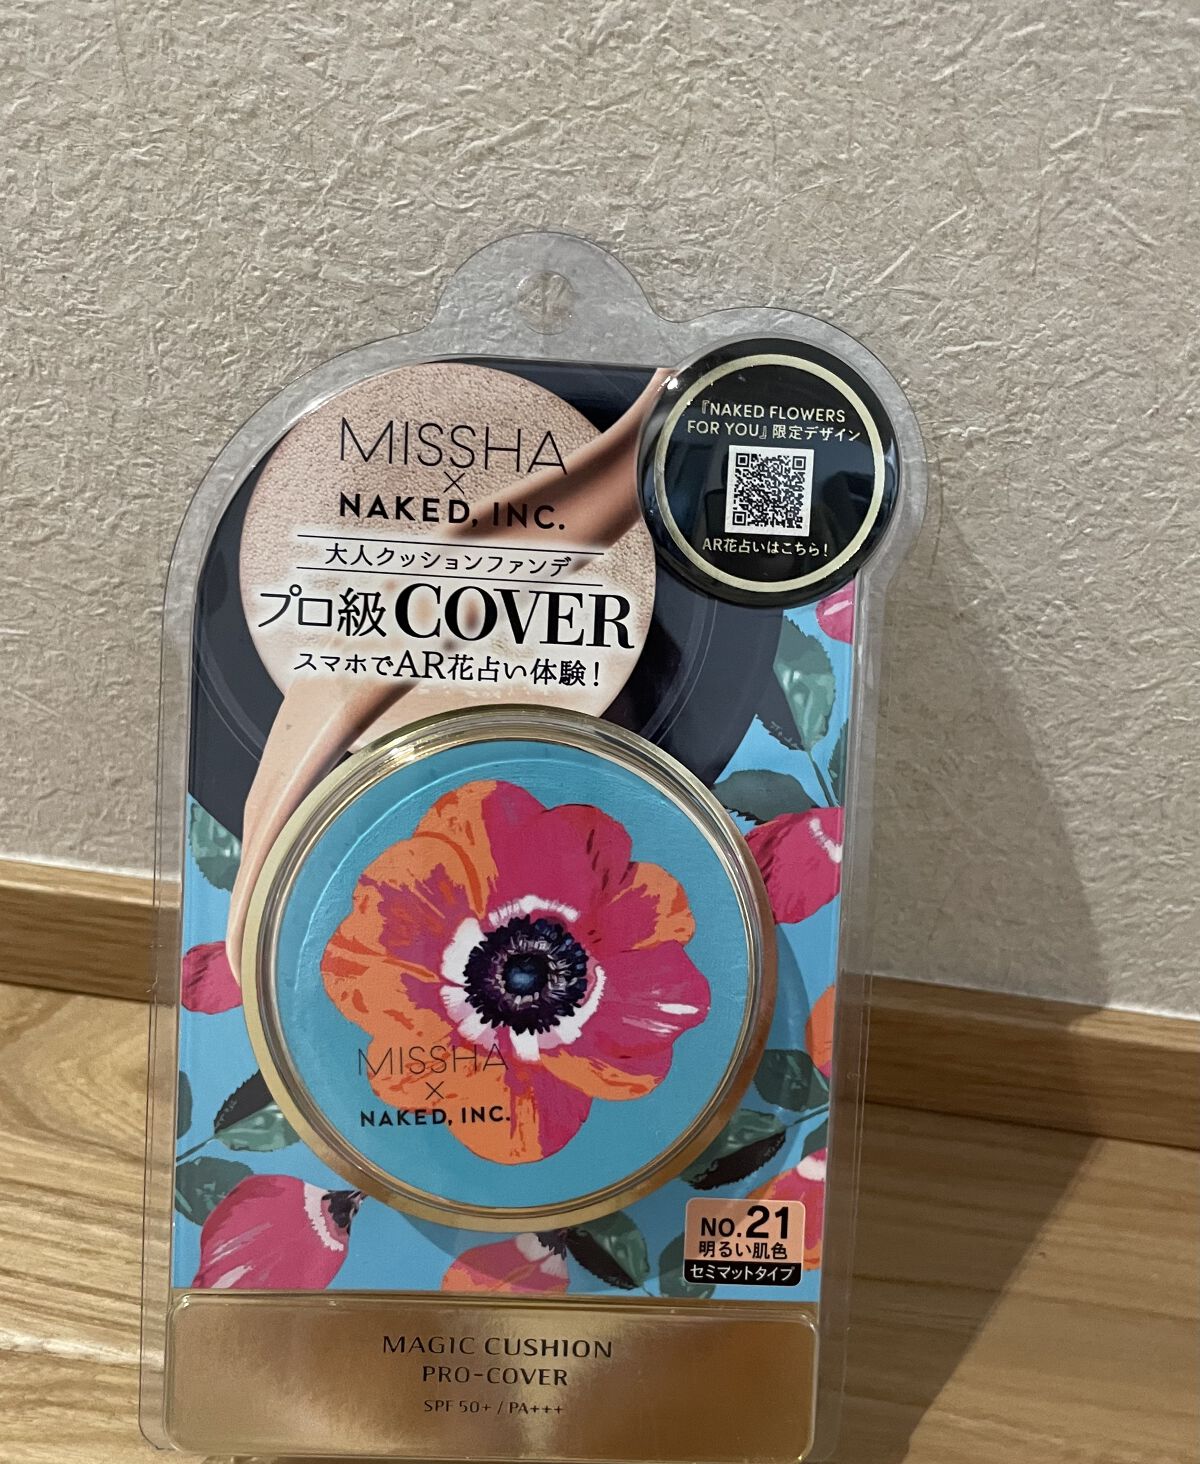 『NAKED FLOWERS
FOR YOU』限定デザイン
AR花占いはこちら!
MISSHA
×
NAKED, INC.
大人クッションファンデ
プロ級COVER
スマホでAR花占い体験!
MISSHA
×
NAKED, INC.
NO.21
明るい肌色
セミマットタイプ
MAGIC CUSHION
PRO-COVER
SPF 50+ / PA+++